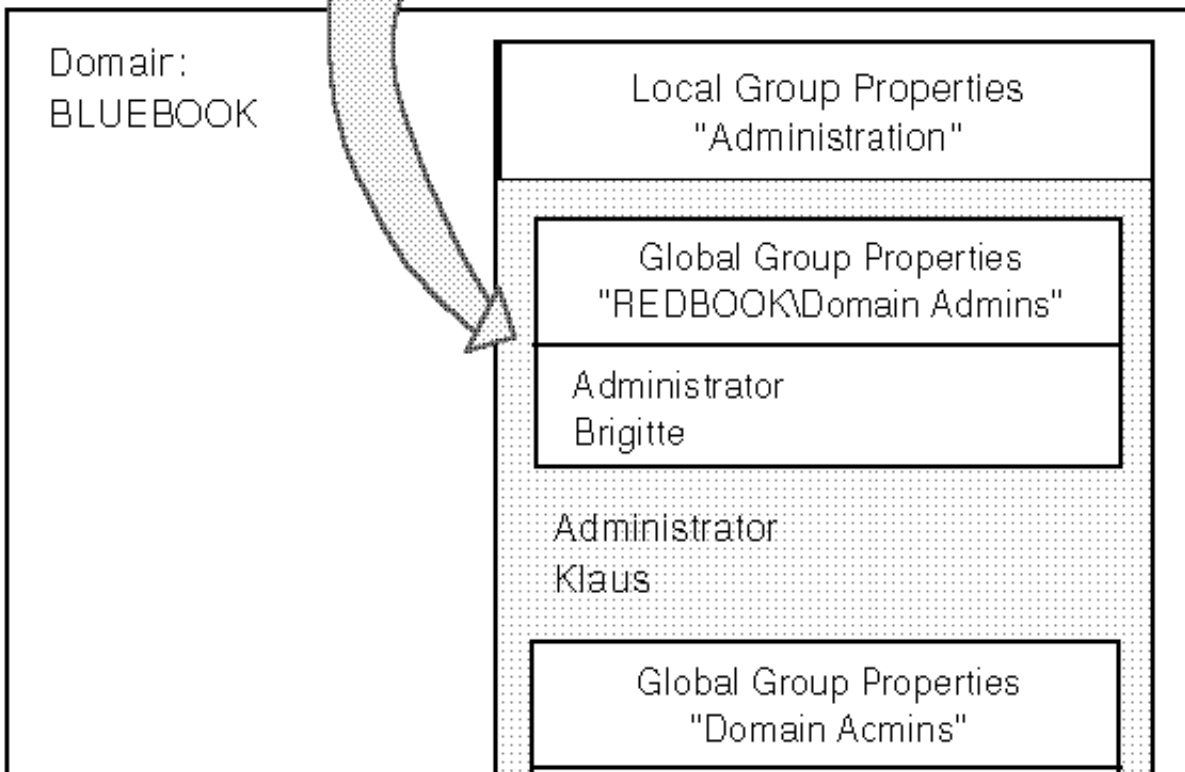 Domair:
BLUEBOOK
Local Group Properties
"Administration"
Global Group Properties
"REDBOOK\Domain Admins"
Administrator
Brigitte
Administrator
Klaus
Global Group Properties
"Domain Acmins"